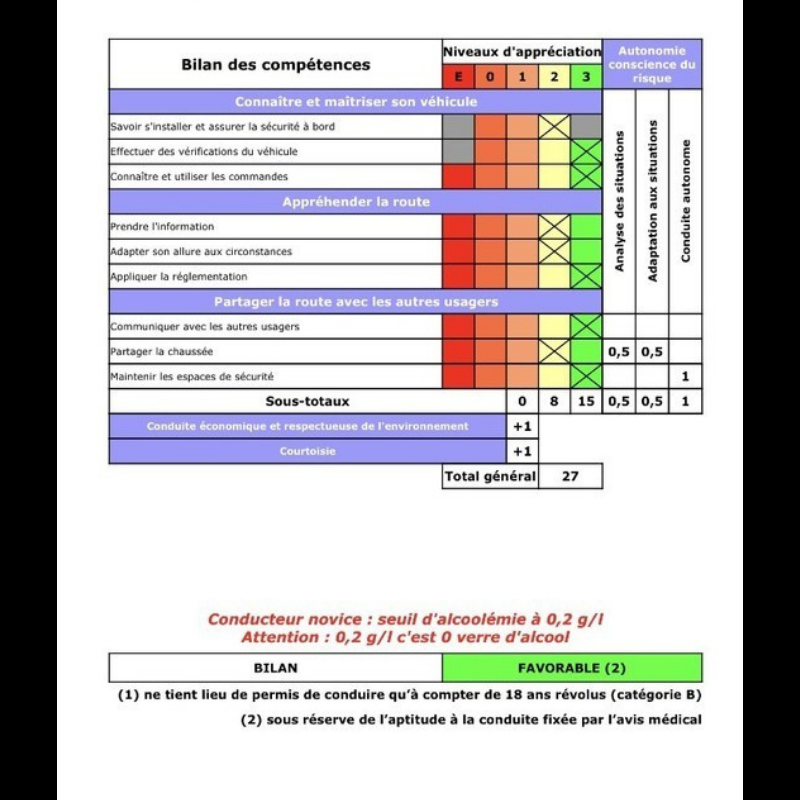 Bilan des compétences
Niveaux d'appréciation
E 0 1 2 3
Autonomie
conscience du
risque
Connaître et maîtriser son véhicule
Savoir s'installer et assurer la sécurité à bord
Effectuer des vérifications du véhicule
Connaître et utiliser les commandes
Analyse des situations
Adaptation aux situations
Conduite autonome
Appréhender la route
Prendre l'information
Adapter son allure aux circonstances
Appliquer la réglementation
Partager la route avec les autres usagers
Communiquer avec les autres usagers
Partager la chaussée 0,5 0,5
Maintenir les espaces de sécurité 1
Sous-totaux 0 8 15 0,5 0,5 1
Conduite économique et respectueuse de l'environnement +1
Courtoisie +1
Total général 27
Conducteur novice : seuil d'alcoolémie à 0,2 g/l
Attention : 0,2 g/l c'est 0 verre d'alcool
BILAN FAVORABLE (2)
(1) ne tient lieu de permis de conduire qu'à compter de 18 ans révolus (catégorie B)
(2) sous réserve de l'aptitude à la conduite fixée par l'avis médical